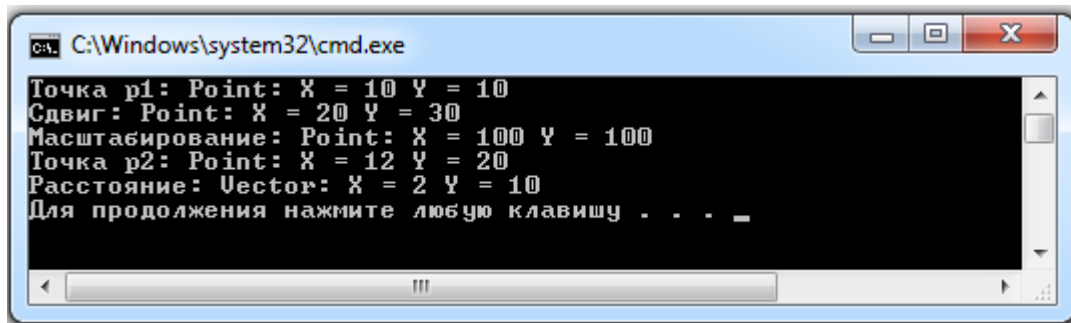 C:\Windows\system32\cmd.exe
Точка p1: Point: X = 10 Y = 10
Сдвиг: Point: X = 20 Y = 30
Масштабирование: Point: X = 100 Y = 100
Точка p2: Point: X = 12 Y = 20
Расстояние: Vector: X = 2 Y = 10
Для продолжения нажмите любую клавишу . . . _